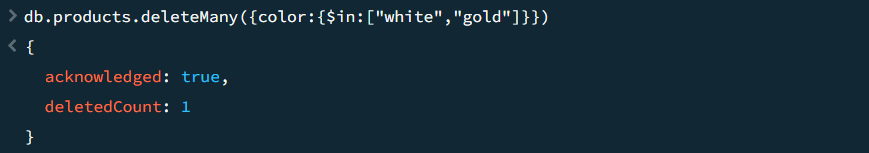 > db.products.deleteMany({color:{$in:["white","gold"]}})
< {
acknowledged: true,
deletedCount: 1
}